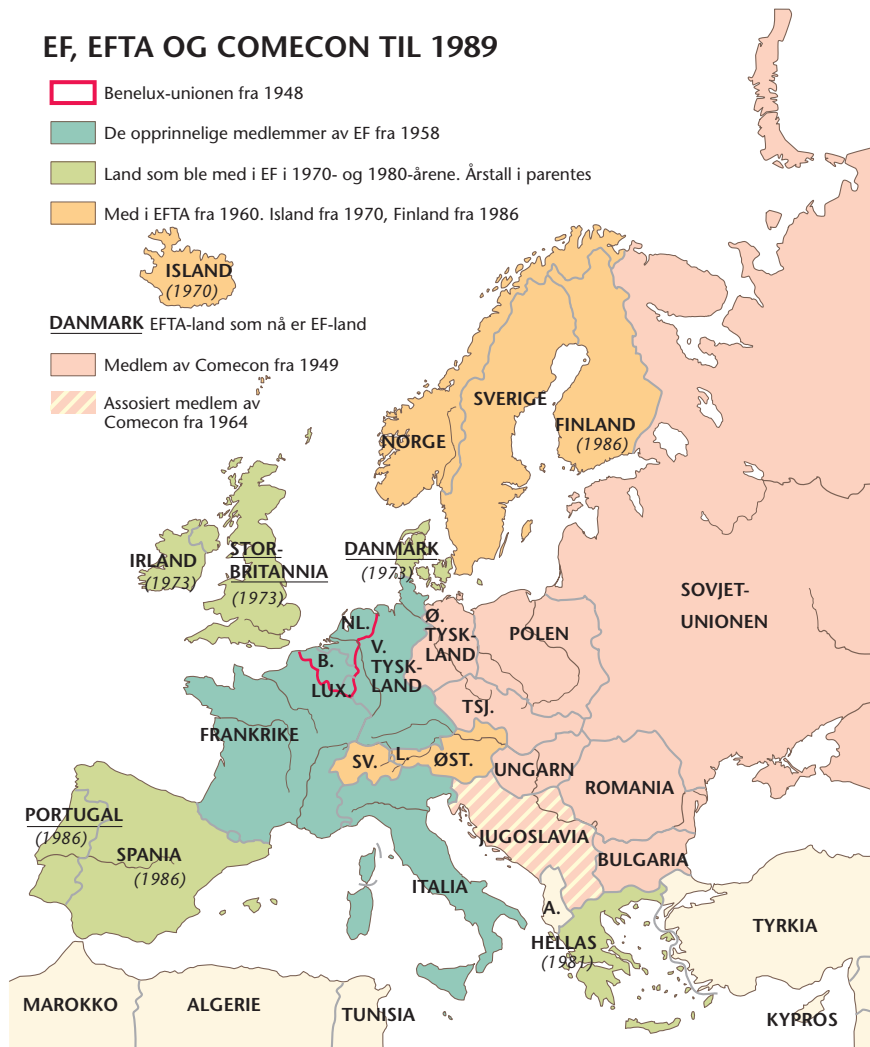 EF, EFTA OG COMECON TIL 1989
Benelux-unionen fra 1948
De opprinnelige medlemmer av EF fra 1958
Land som ble med i EF i 1970- og 1980-årene. Årstall i parentes
Med i EFTA fra 1960. Island fra 1970, Finland fra 1986
ISLAND
(1970)
DANMARK EFTA-land som nå er EF-land
Medlem av Comecon fra 1949
Assosiert medlem av
Comecon fra 1964
SVERIGE
FINLAND
(1986)
NORGE
IRLAND
(1973)
STOR-
BRITANNIA
(1973)
DANMARK
(1973)
SOVJET-
UNIONEN
NL.
B.
LUX.
V.
TYSK-
LAND
Ø.
TYSK-
LAND
POLEN
TSJ.
FRANKRIKE
SV.
L.
ØST.
UNGARN
ROMANIA
PORTUGAL
(1986)
SPANIA
(1986)
JUGOSLAVIA
BULGARIA
ITALIA
A.
HELLAS
(1981)
TYRKIA
MAROKKO
ALGERIE
TUNISIA
KYPROS